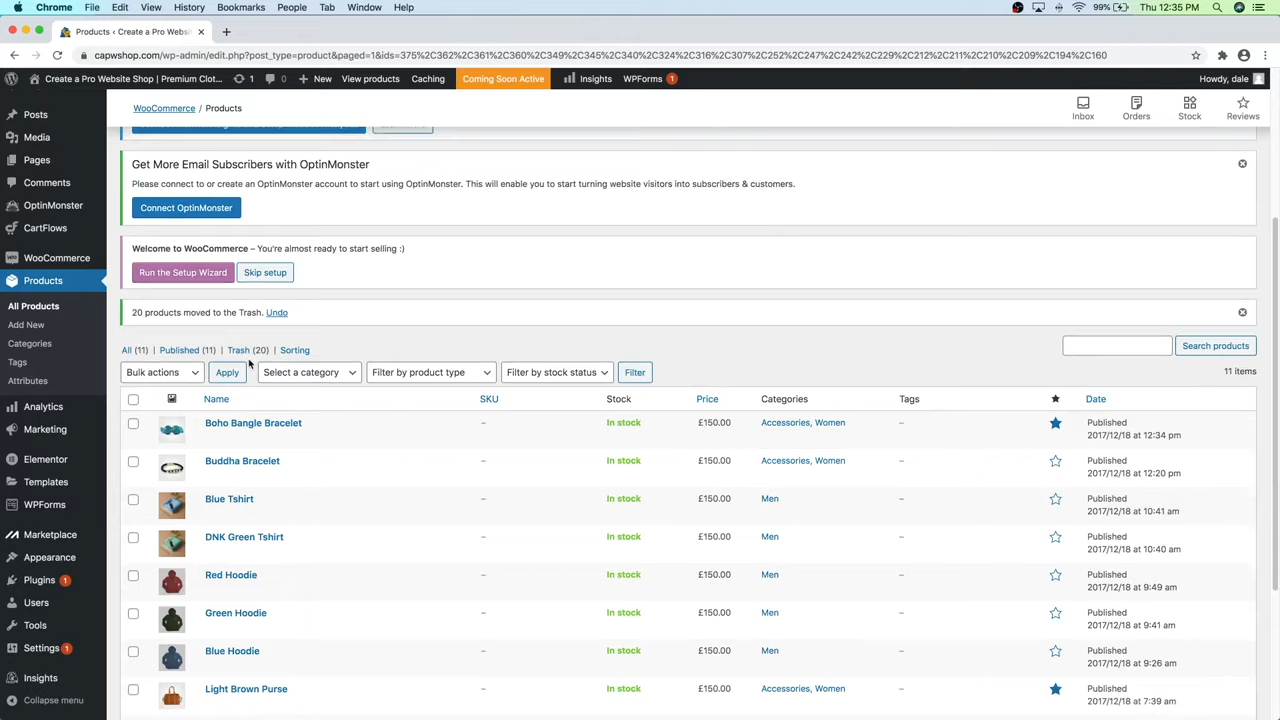 Chrome File Edit View History Bookmarks People Tab Window Help 99% Thu 12:35 PM
Products ‹ Create a Pro Websi
capwshop.com/wp-admin/edit.php?post_type=product&paged=1&ids=375%2C362%2C361%2C360%2C349%2C345%2C340%2C324%2C316%2C307%2C252%2C247%2C232%2C229%2C212%2C211%2C210%2C209%2C194%2C160
Create a Pro Website Shop | Premium Clot... 1 0 + New View products Caching Coming Soon Active Insights WPForms 1 Howdy, dale
WooCommerce / Products
Inbox Orders Stock Reviews
Posts
Media
Pages
Comments
OptinMonster
CartFlows
WooCommerce
Products
All Products
Add New
Categories
Tags
Attributes
Analytics
Marketing
Elementor
Templates
WPForms
Marketplace
Appearance
Plugins 1
Users
Tools
Settings 1
Insights
Collapse menu
Get More Email Subscribers with OptinMonster
Please connect to or create an OptinMonster account to start using OptinMonster. This will enable you to start turning website visitors into subscribers & customers.
Connect OptinMonster
Welcome to WooCommerce – You're almost ready to start selling :)
Run the Setup Wizard Skip setup
20 products moved to the Trash. Undo
All (11) | Published (11) | Trash (20) | Sorting
Search products
Bulk actions Apply Select a category Filter by product type Filter by stock status Filter 11 items
Name SKU Stock Price Categories Tags Date
Boho Bangle Bracelet – In stock £150.00 Accessories, Women – Published
2017/12/18 at 12:34 pm
Buddha Bracelet – In stock £150.00 Accessories, Women – Published
2017/12/18 at 12:20 pm
Blue Tshirt – In stock £150.00 Men – Published
2017/12/18 at 10:41 am
DNK Green Tshirt – In stock £150.00 Men – Published
2017/12/18 at 10:40 am
Red Hoodie – In stock £150.00 Men – Published
2017/12/18 at 9:49 am
Green Hoodie – In stock £150.00 Men – Published
2017/12/18 at 9:41 am
Blue Hoodie – In stock £150.00 Men – Published
2017/12/18 at 9:26 am
Light Brown Purse – In stock £150.00 Accessories, Women – Published
2017/12/18 at 7:39 am